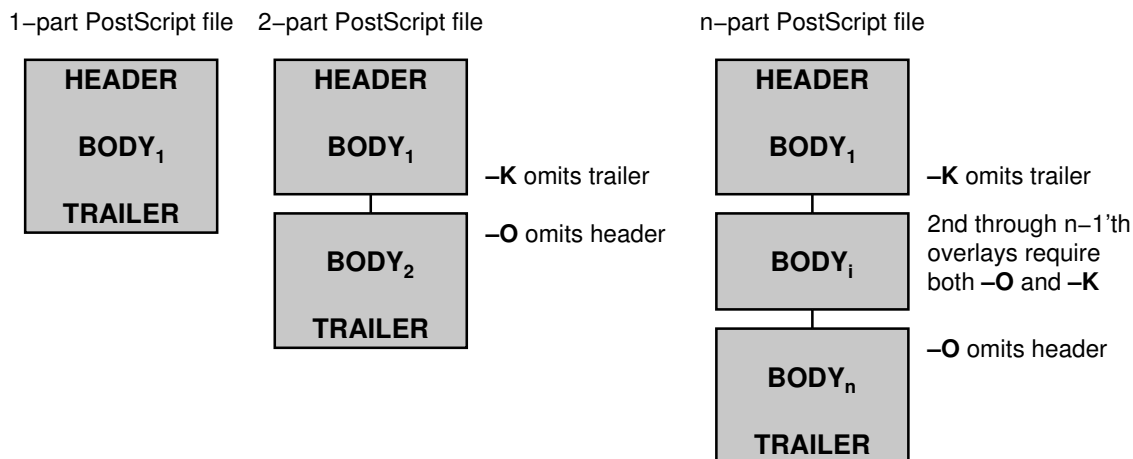 1−part PostScript file
HEADER
BODY₁
TRAILER
2−part PostScript file
HEADER
BODY₁
−K omits trailer
−O omits header
BODY₂
TRAILER
n−part PostScript file
HEADER
BODY₁
−K omits trailer
BODYᵢ
2nd through n−1'th
overlays require
both −O and −K
−O omits header
BODYₙ
TRAILER